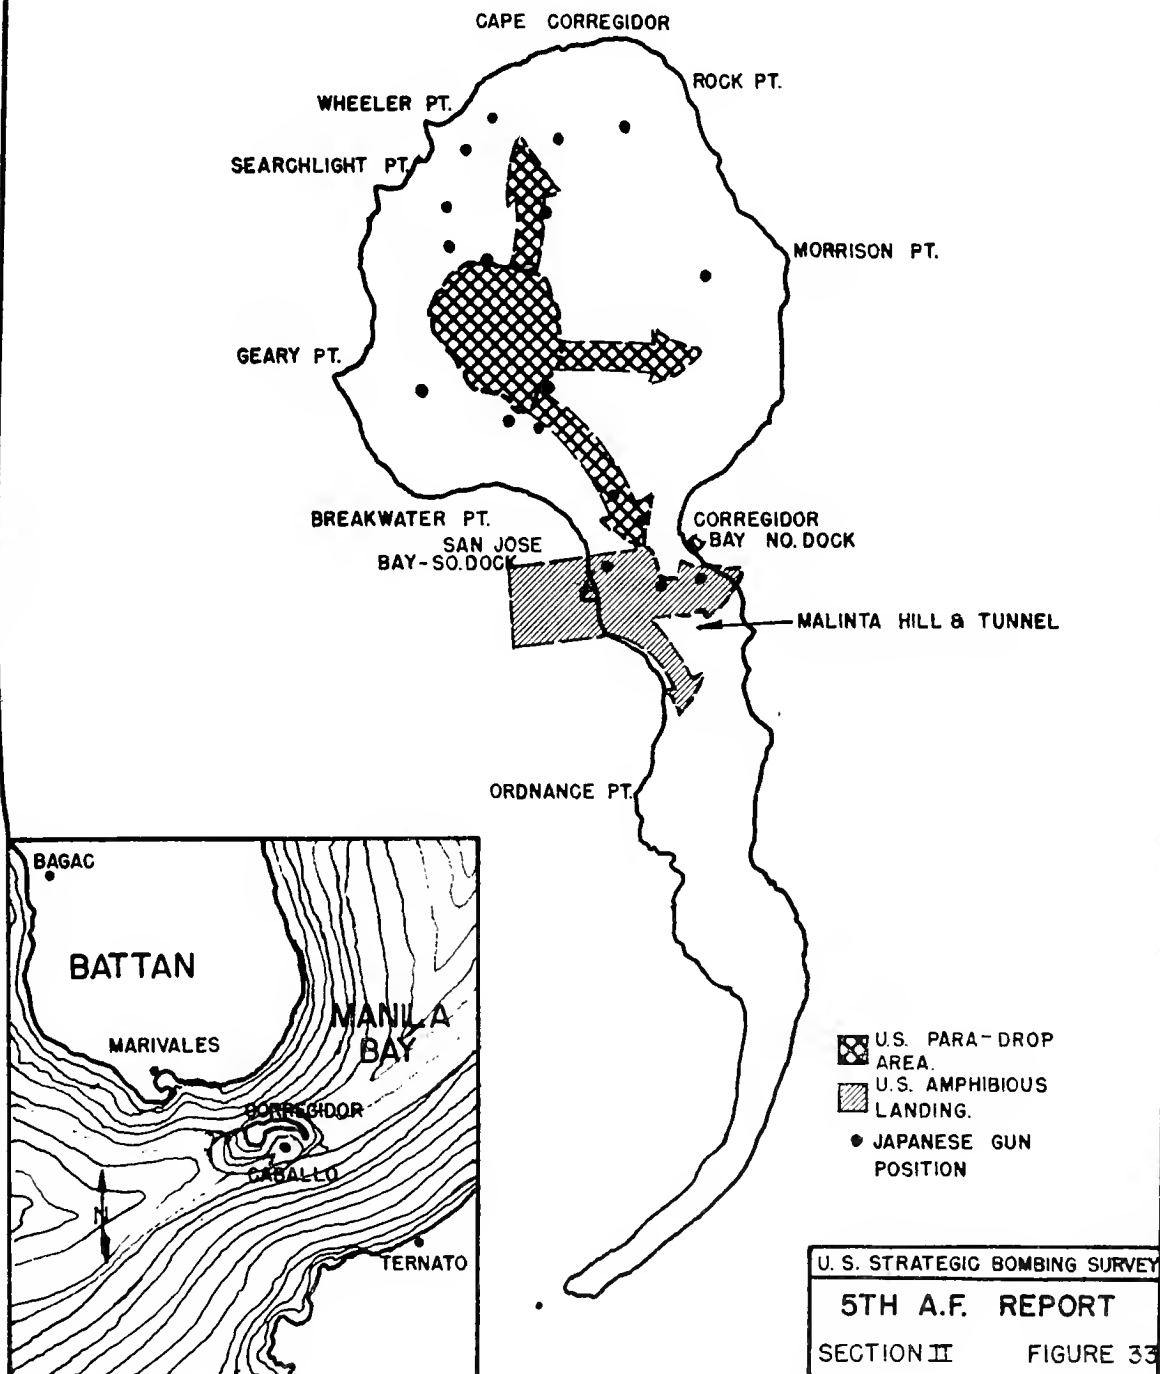 CAPE CORREGIDOR
ROCK PT.
WHEELER PT.
SEARCHLIGHT PT.
MORRISON PT.
GEARY PT.
BREAKWATER PT.
CORREGIDOR
BAY NO. DOCK
SAN JOSE
BAY-SO. DOCK
MALINTA HILL & TUNNEL
ORDNANCE PT.
BAGAC
BATTAN
MANILA
BAY
MARIVALES
CORREGIDOR
CABALLO
N
TERNATO
U.S. PARA-DROP
AREA.
U.S. AMPHIBIOUS
LANDING.
JAPANESE GUN
POSITION
U. S. STRATEGIC BOMBING SURVEY
5TH A.F. REPORT
SECTION II FIGURE 33